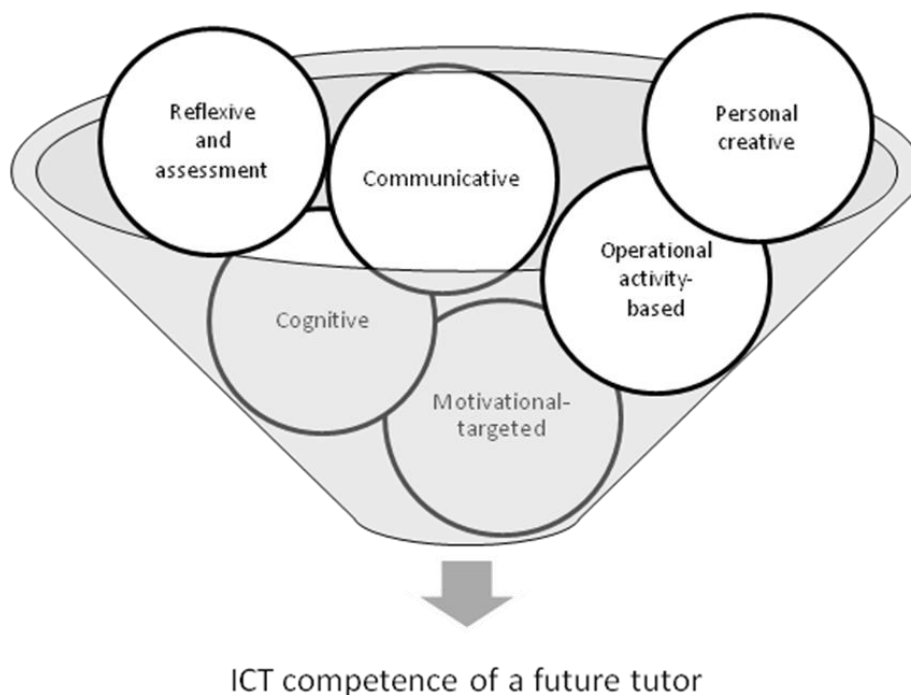 Reflexive
and
assessment
Communicative
Personal
creative
Operational
activity-
based
Cognitive
Motivational-
targeted
ICT competence of a future tutor